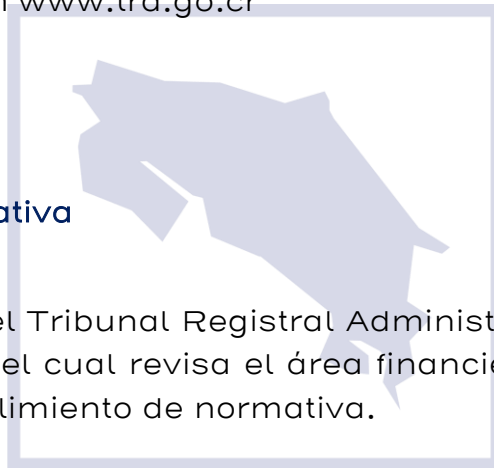 www.tra.go.cr
ativa
el Tribunal Registral Administ
el cual revisa el área financie
limiento de normativa.